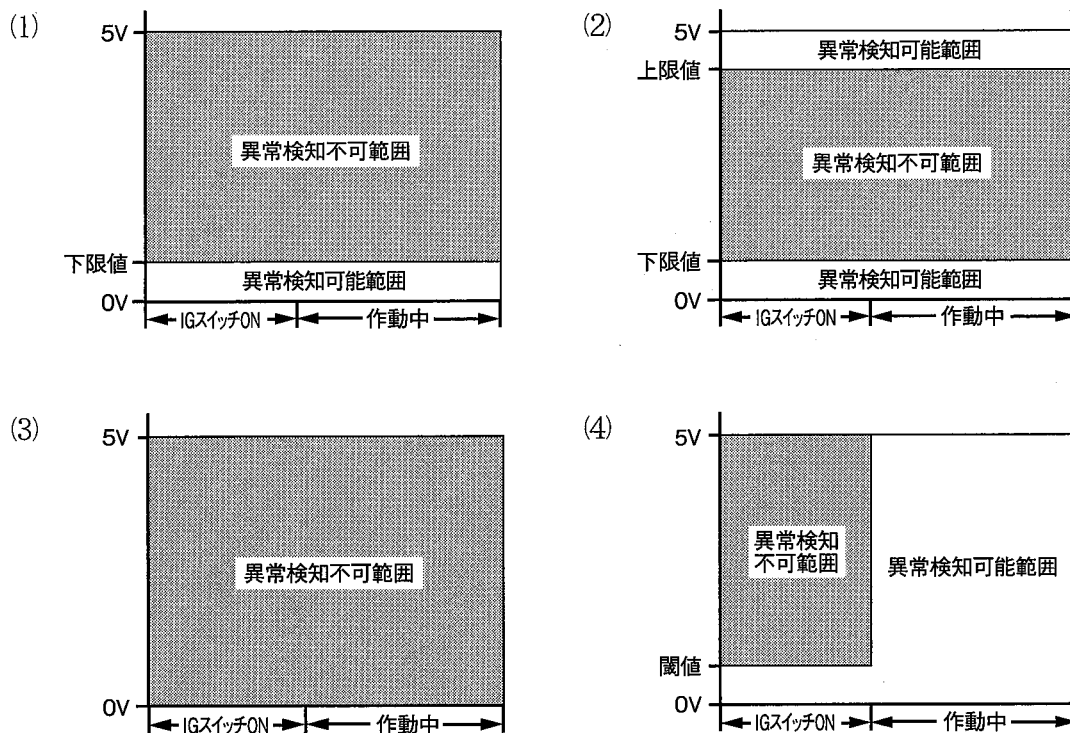 (1)
5V
異常検知不可範囲
下限値
異常検知可能範囲
0V
IGスイッチON
作動中
(2)
5V
異常検知可能範囲
上限値
異常検知不可範囲
下限値
異常検知可能範囲
0V
IGスイッチON
作動中
(3)
5V
異常検知不可範囲
0V
IGスイッチON
作動中
(4)
5V
異常検知
不可範囲
異常検知可能範囲
閾値
0V
IGスイッチON
作動中